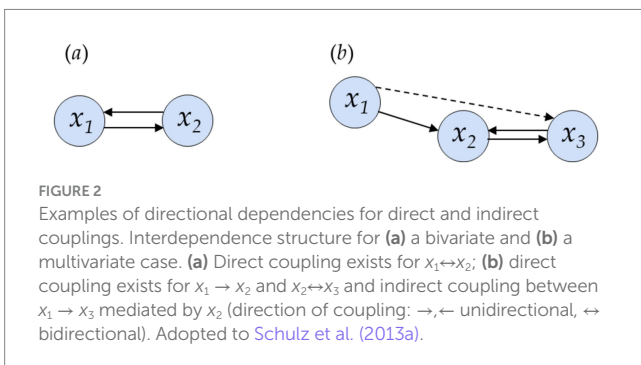 (a)
(b)
x₁
x₂
x₁
x₂
x₃
FIGURE 2
Examples of directional dependencies for direct and indirect
couplings. Interdependence structure for (a) a bivariate and (b) a
multivariate case. (a) Direct coupling exists for x₁↔x₂; (b) direct
coupling exists for x₁ → x₂ and x₂↔x₃ and indirect coupling between
x₁ → x₃ mediated by x₂ (direction of coupling: →,← unidirectional, ↔
bidirectional). Adopted to Schulz et al. (2013a).